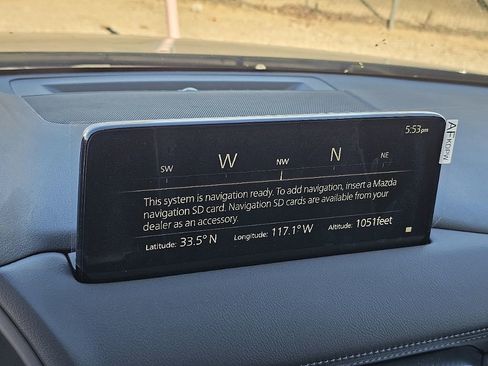 5:53pm
SW W NW N NE
This system is navigation ready. To add navigation, insert a Mazda
navigation SD card. Navigation SD cards are available from your
dealer as an accessory.
Latitude: 33.5° N Longitude: 117.1° W Altitude: 1051feet